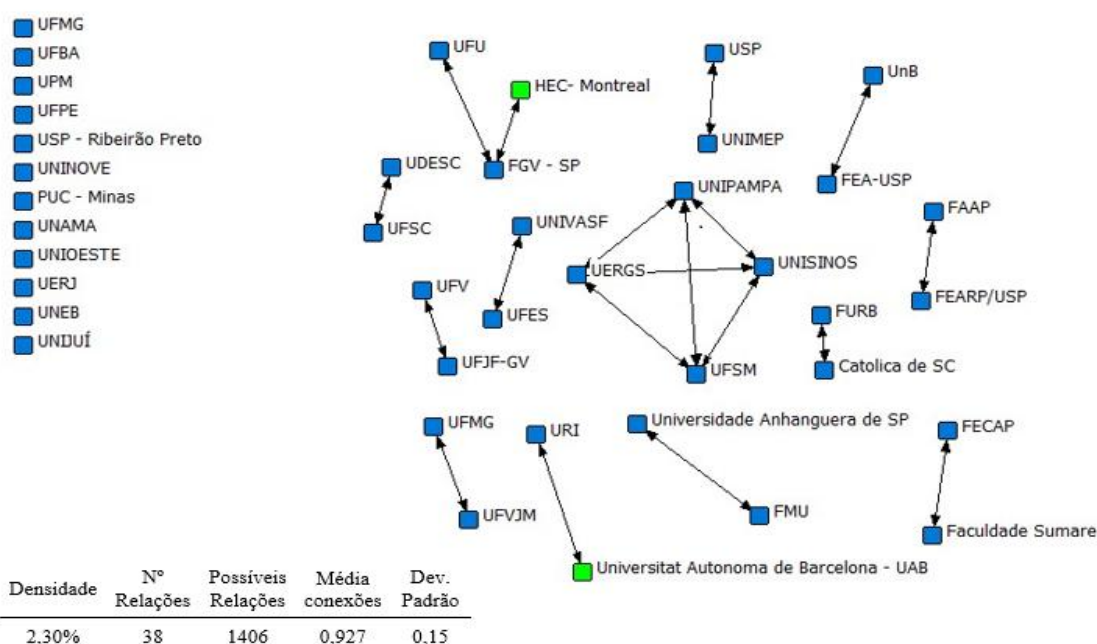 UFMG
UFBA
UPM
UFPE
USP - Ribeirão Preto
UNINOVE
PUC - Minas
UNAMA
UNIOESTE
UERJ
UNEB
UNIJUÍ
UFU
HEC- Montreal
USP
UnB
UDESC
FGV - SP
UNIMEP
FEA-USP
UFSC
UNIVASF
UNIPAMPA
FAAP
UERGS
UNISINOS
UFV
UFES
FURB
FEARP/USP
UFJF-GV
UFSM
Catolica de SC
UFMG
URI
Universidade Anhanguera de SP
FECAP
UFVJM
FMU
Faculdade Sumare
Universitat Autonoma de Barcelona - UAB
Densidade Nº Relações Possíveis Relações Média conexões Dev. Padrão
2,30% 38 1406 0,927 0,15